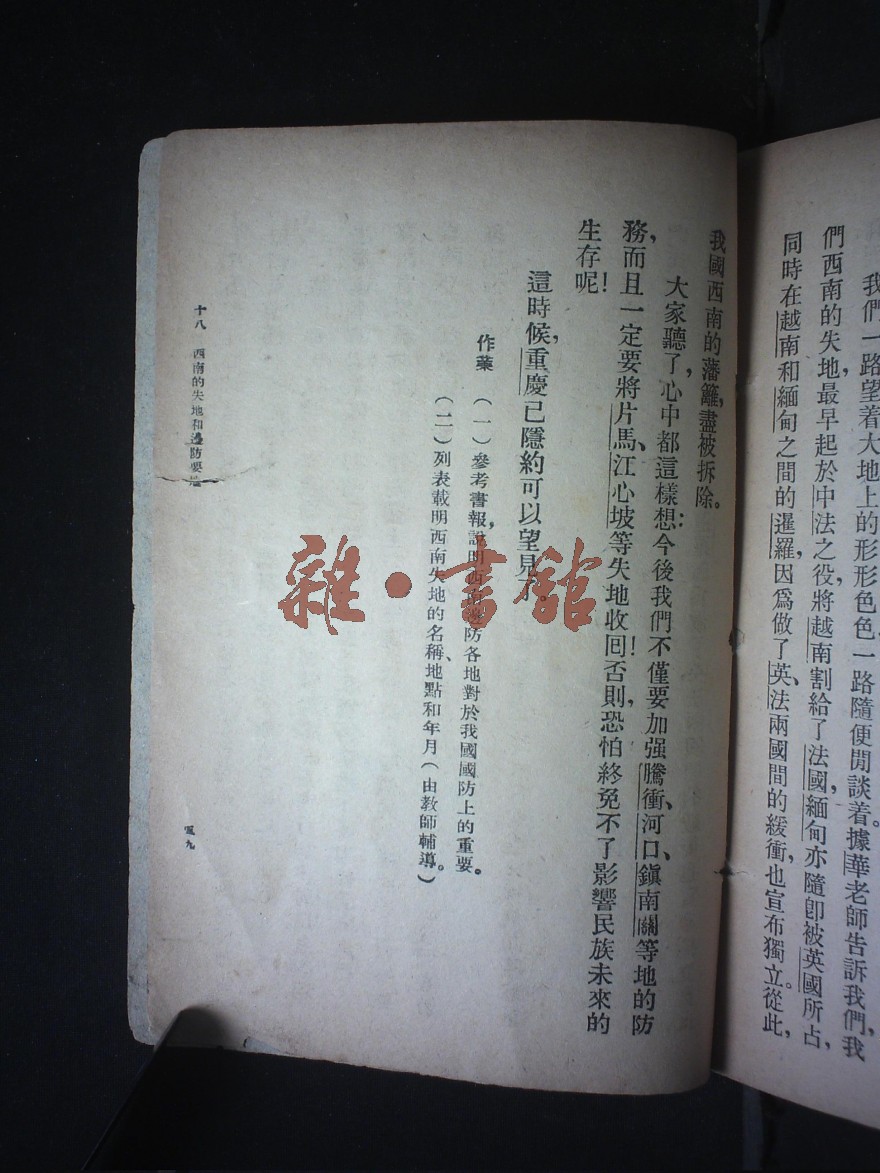 我們一路望着大地上的形形色色,一路隨便閒談着。據華老師告訴我們,我
們西南的失地,最早起於中法之役,將越南割給了法國,緬甸亦隨卽被英國所占,
同時在越南和緬甸之間的暹羅,因爲做了英、法兩國間的緩衝,也宣布獨立。從此,
我國西南的藩籬,盡被拆除。
大家聽了,心中都這樣想:今後我們不僅要加强騰衝、河口、鎭南關等地的防
務,而且一定要將片馬、江心坡等失地收囘!否則,恐怕終免不了影響民族未來的
生存呢!
這時候,重慶已隱約可以望見了。
作業 (一)參考書報,說明西南邊防各地對於我國國防上的重要。
(二)列表載明西南失地的名稱、地點和年月(由敎師輔導。)
十八 西南的失地和邊防要地
九
雜·書館